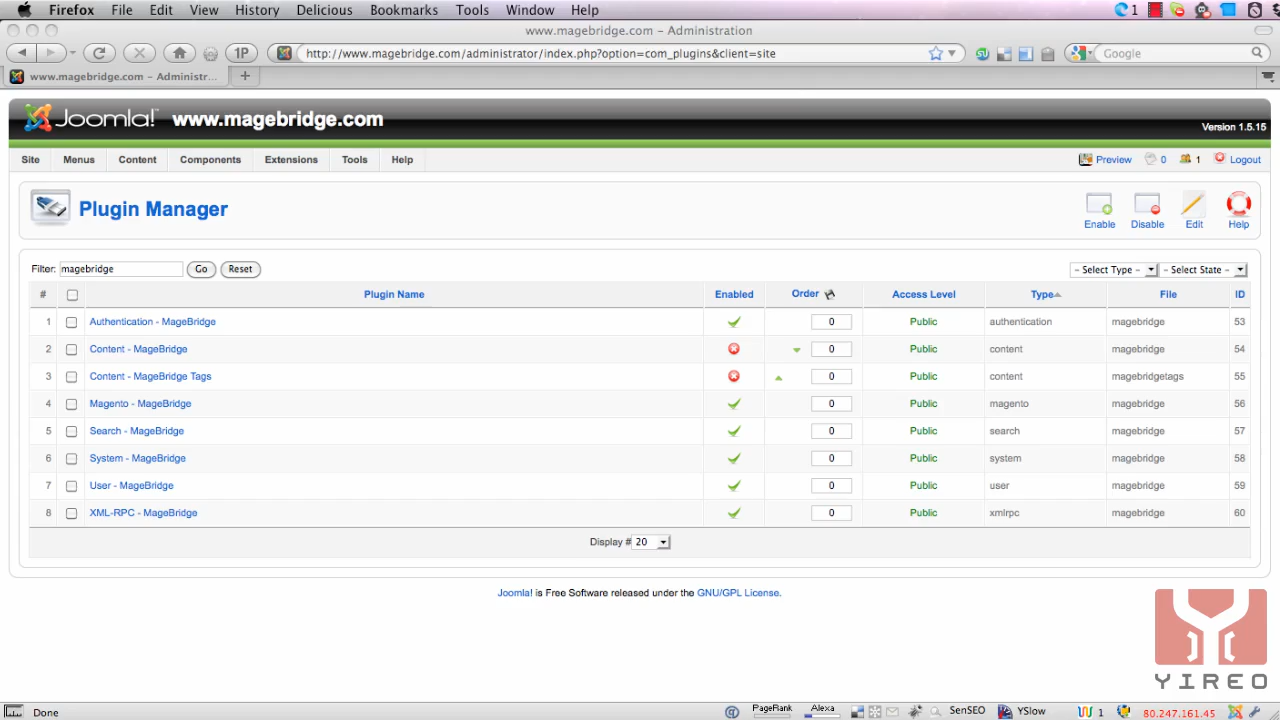 Firefox File Edit View History Delicious Bookmarks Tools Window Help 1
www.magebridge.com - Administration
1P http://www.magebridge.com/administrator/index.php?option=com_plugins&client=site Google
www.magebridge.com - Administr...
Joomla! www.magebridge.com
Version 1.5.15
Site Menus Content Components Extensions Tools Help Preview 0 1 Logout
Plugin Manager
Enable Disable Edit Help
Filter: magebridge Go Reset - Select Type - - Select State -
# Plugin Name Enabled Order Access Level Type File ID
1 Authentication - MageBridge 0 Public authentication magebridge 53
2 Content - MageBridge 0 Public content magebridge 54
3 Content - MageBridge Tags 0 Public content magebridgetags 55
4 Magento - MageBridge 0 Public magento magebridge 56
5 Search - MageBridge 0 Public search magebridge 57
6 System - MageBridge 0 Public system magebridge 58
7 User - MageBridge 0 Public user magebridge 59
8 XML-RPC - MageBridge 0 Public xmlrpc magebridge 60
Display # 20
Joomla! is Free Software released under the GNU/GPL License.
YIREO
Done PageRank Alexa SenSEO YSlow 1 80.247.161.45